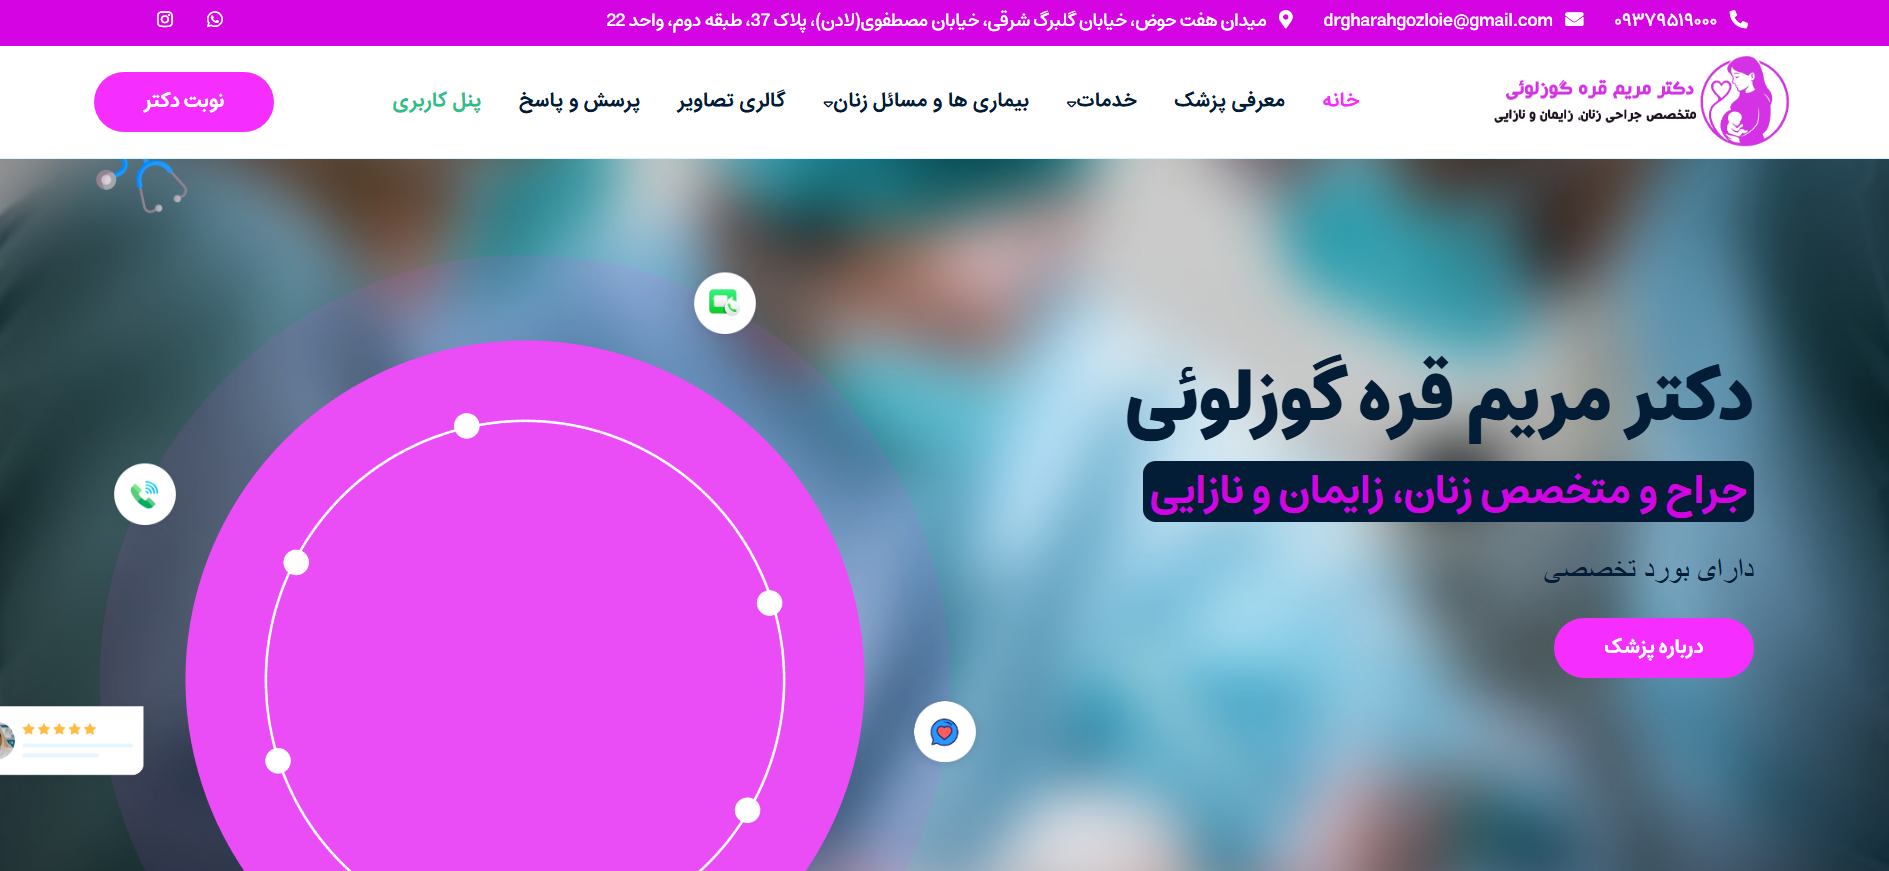 ۰۹۳۷۹۵۱۹۰۰۰
drgharahgozloie@gmail.com
میدان هفت حوض، خیابان گلبرگ شرقی، خیابان مصطفوی(لادن)، پلاک 37، طبقه دوم، واحد 22
دکتر مریم قره گوزلوئی
متخصص جراحی زنان، زایمان و نازایی
خانه
معرفی پزشک
خدمات
بیماری ها و مسائل زنان
گالری تصاویر
پرسش و پاسخ
پنل کاربری
نوبت دکتر
دکتر مریم قره گوزلوئی
جراح و متخصص زنان، زایمان و نازایی
دارای بورد تخصصی
درباره پزشک